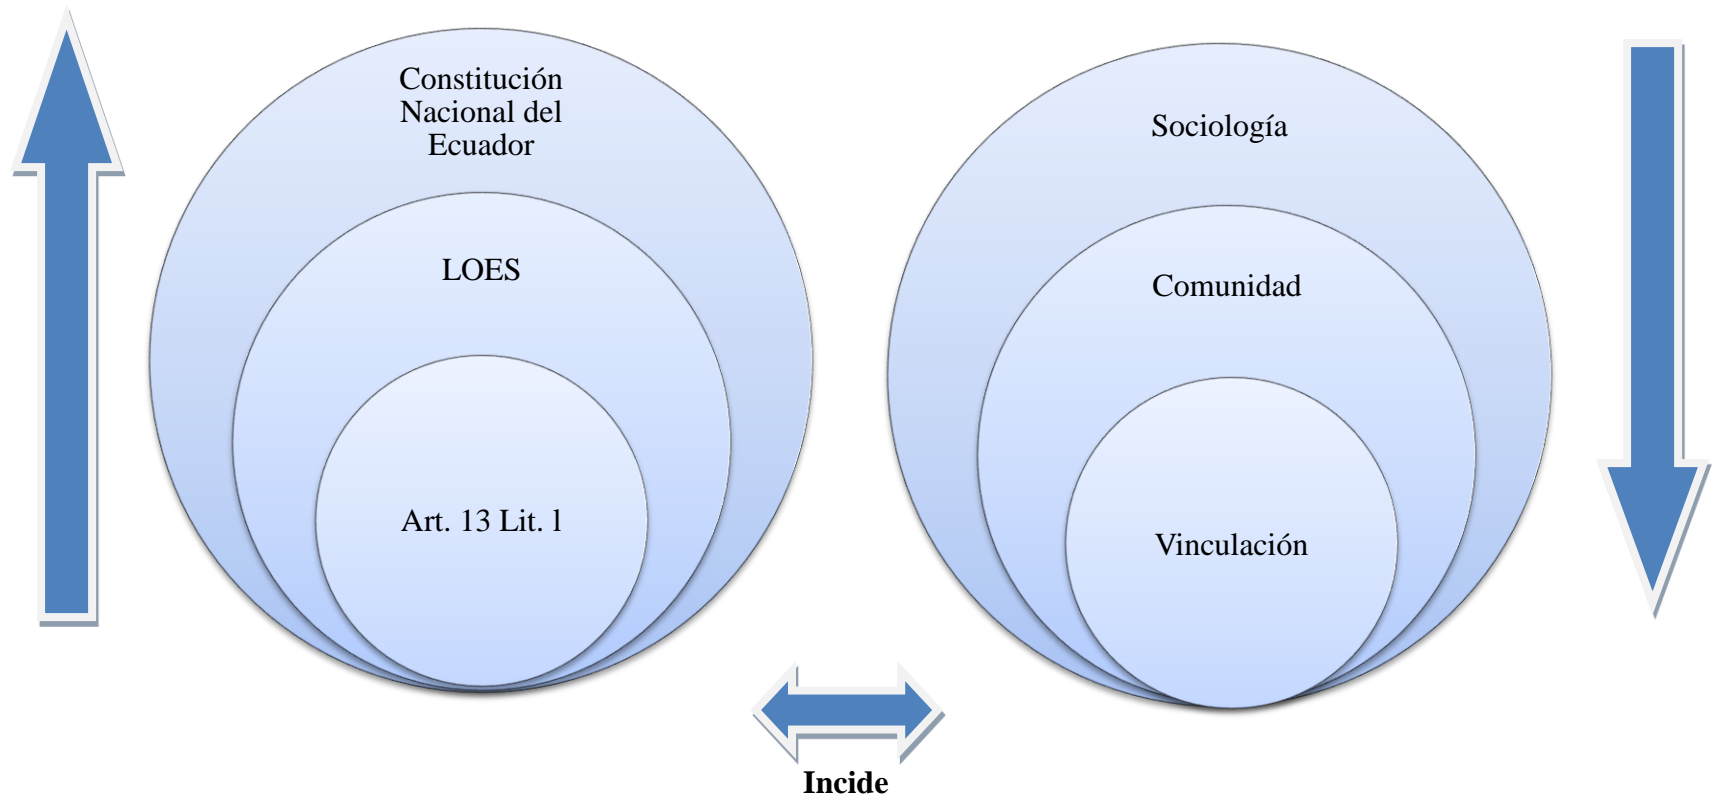 Constitución
Nacional del
Ecuador
LOES
Art. 13 Lit. l
Sociología
Comunidad
Vinculación
Incide